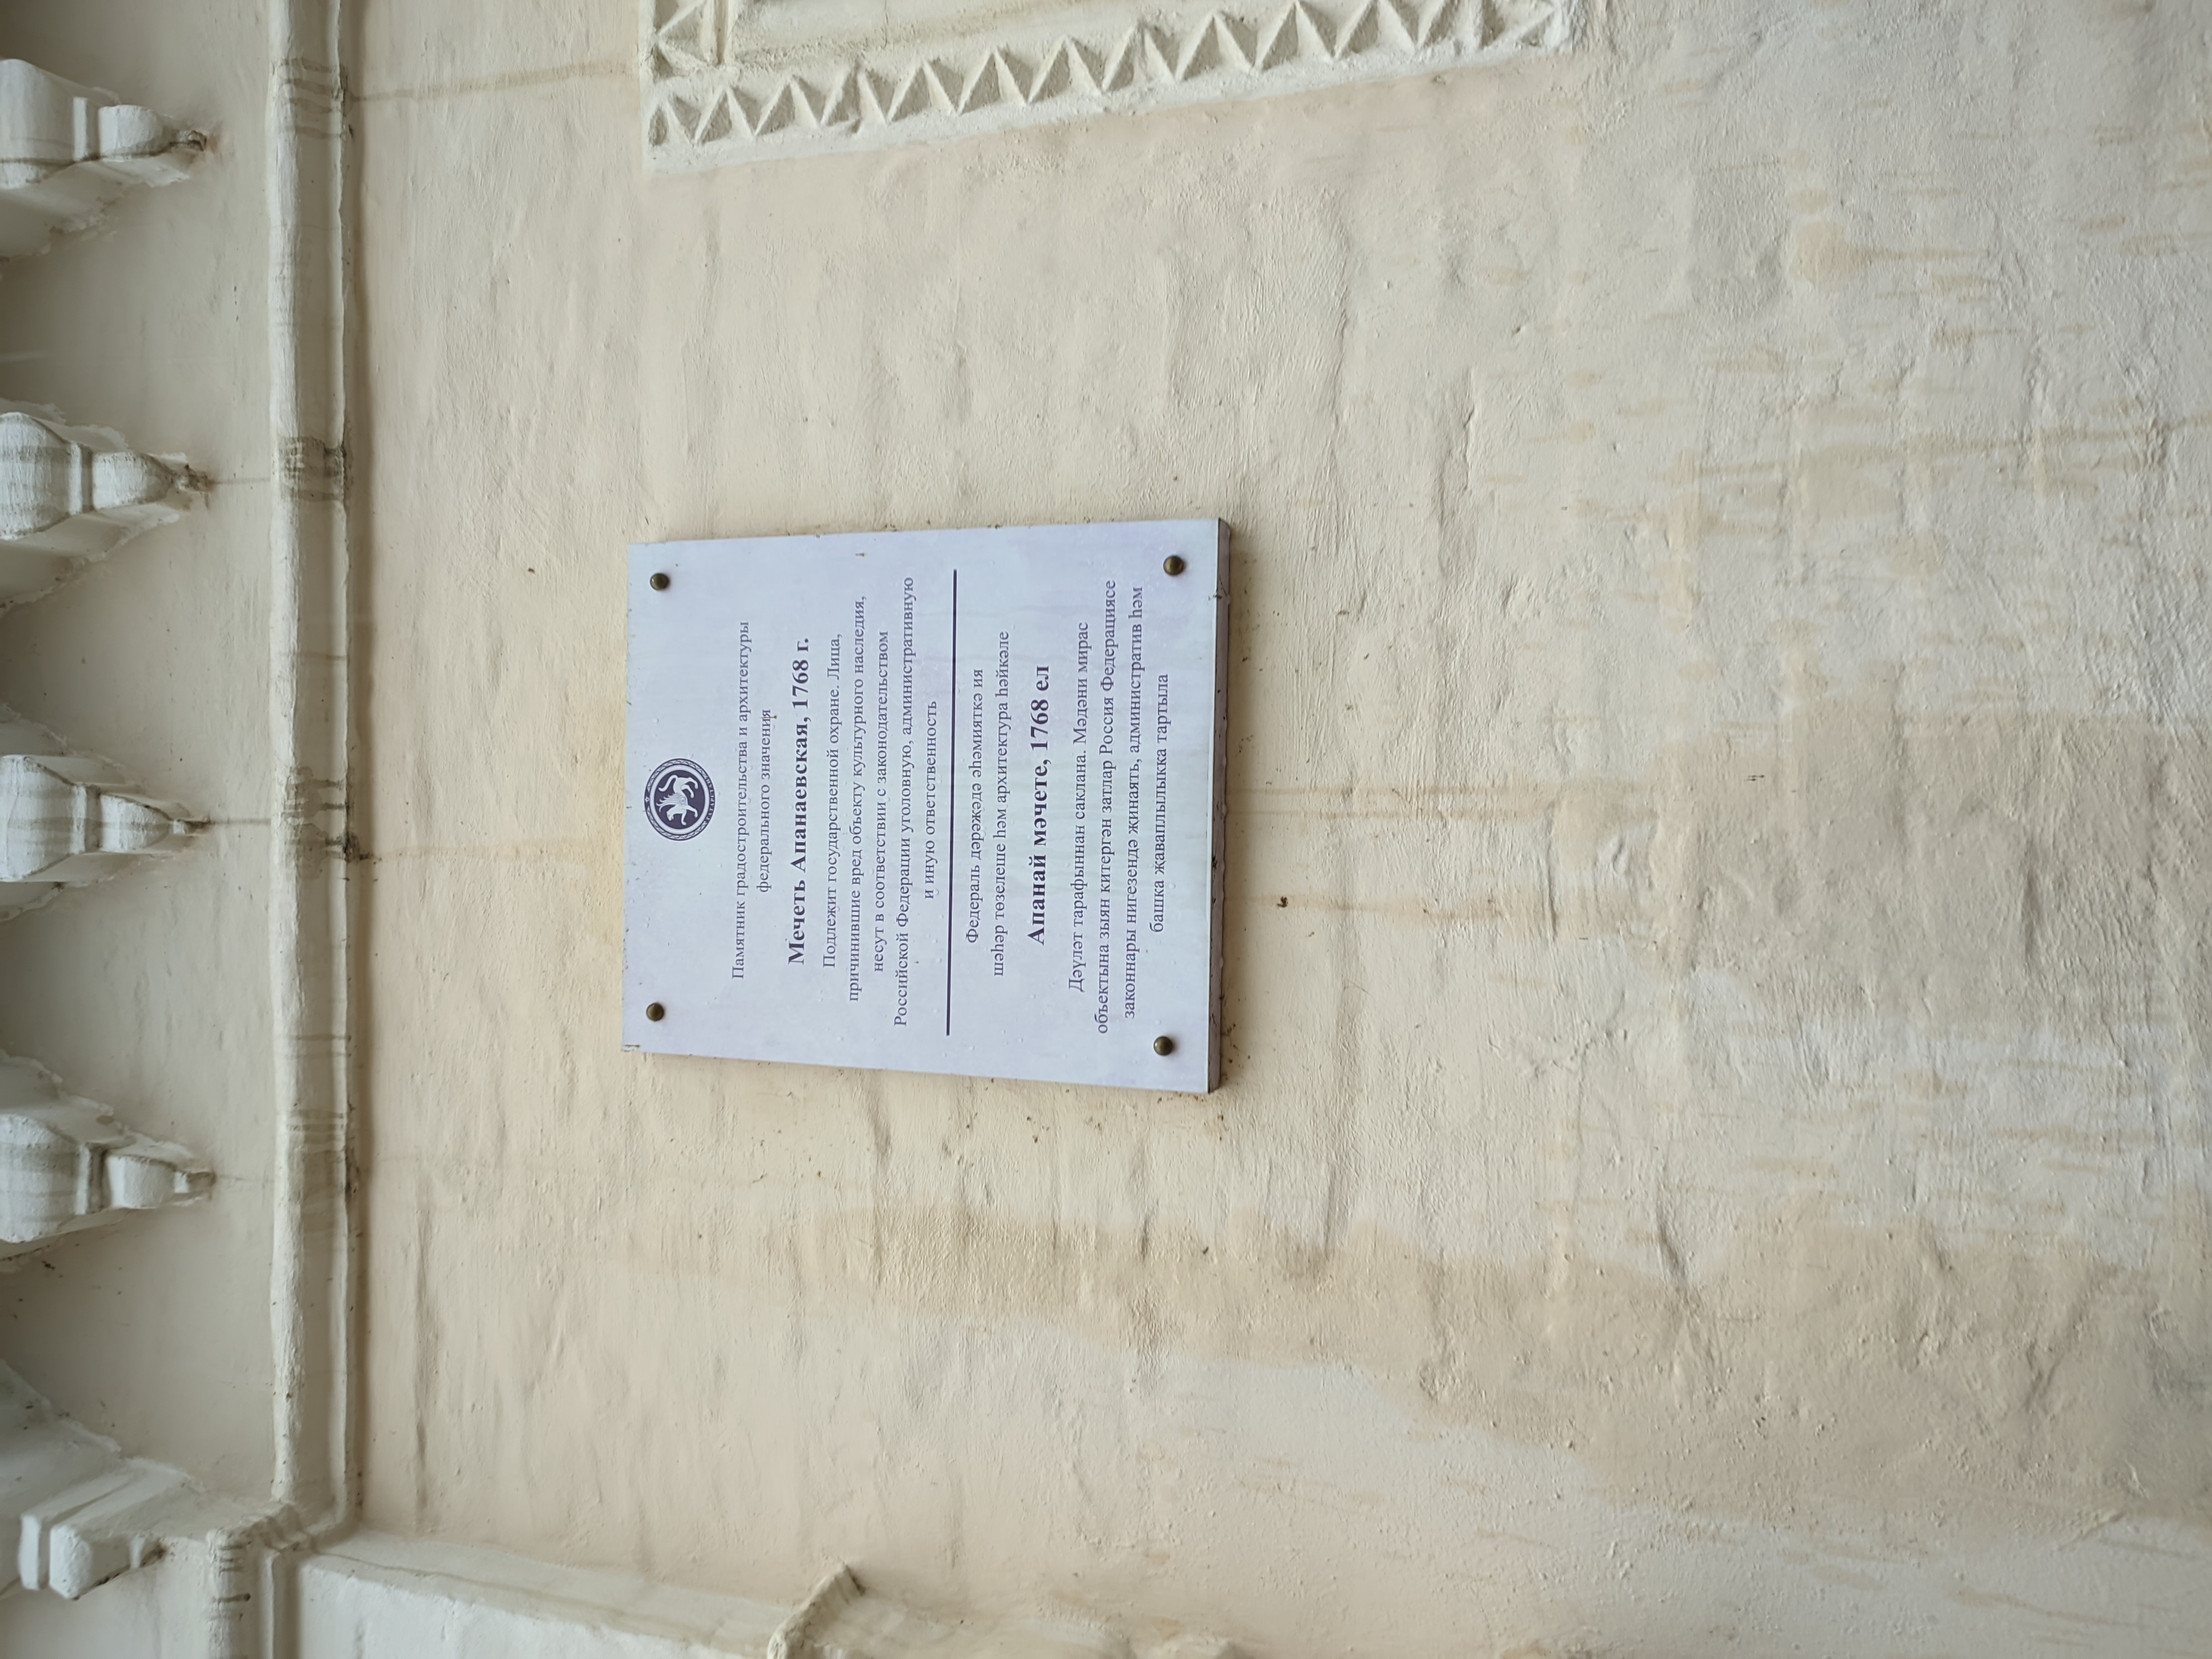 ТАТАРСТАН
Памятник градостроительства и архитектуры
федерального значения
Мечеть Апанаевская, 1768 г.
Подлежит государственной охране. Лица,
причинившие вред объекту культурного наследия,
несут в соответствии с законодательством
Российской Федерации уголовную, административную
и иную ответственность
Федераль дәрәҗәдә әһәмияткә ия
шәһәр төзелеше һәм архитектура һәйкәле
Апанай мәчете, 1768 ел
Дәүләт тарафыннан саклана. Мәдәни мирас
объектына зыян китергән затлар Россия Федерациясе
законнары нигезендә җинаять, административ һәм
башка җаваплылыкка тартыла